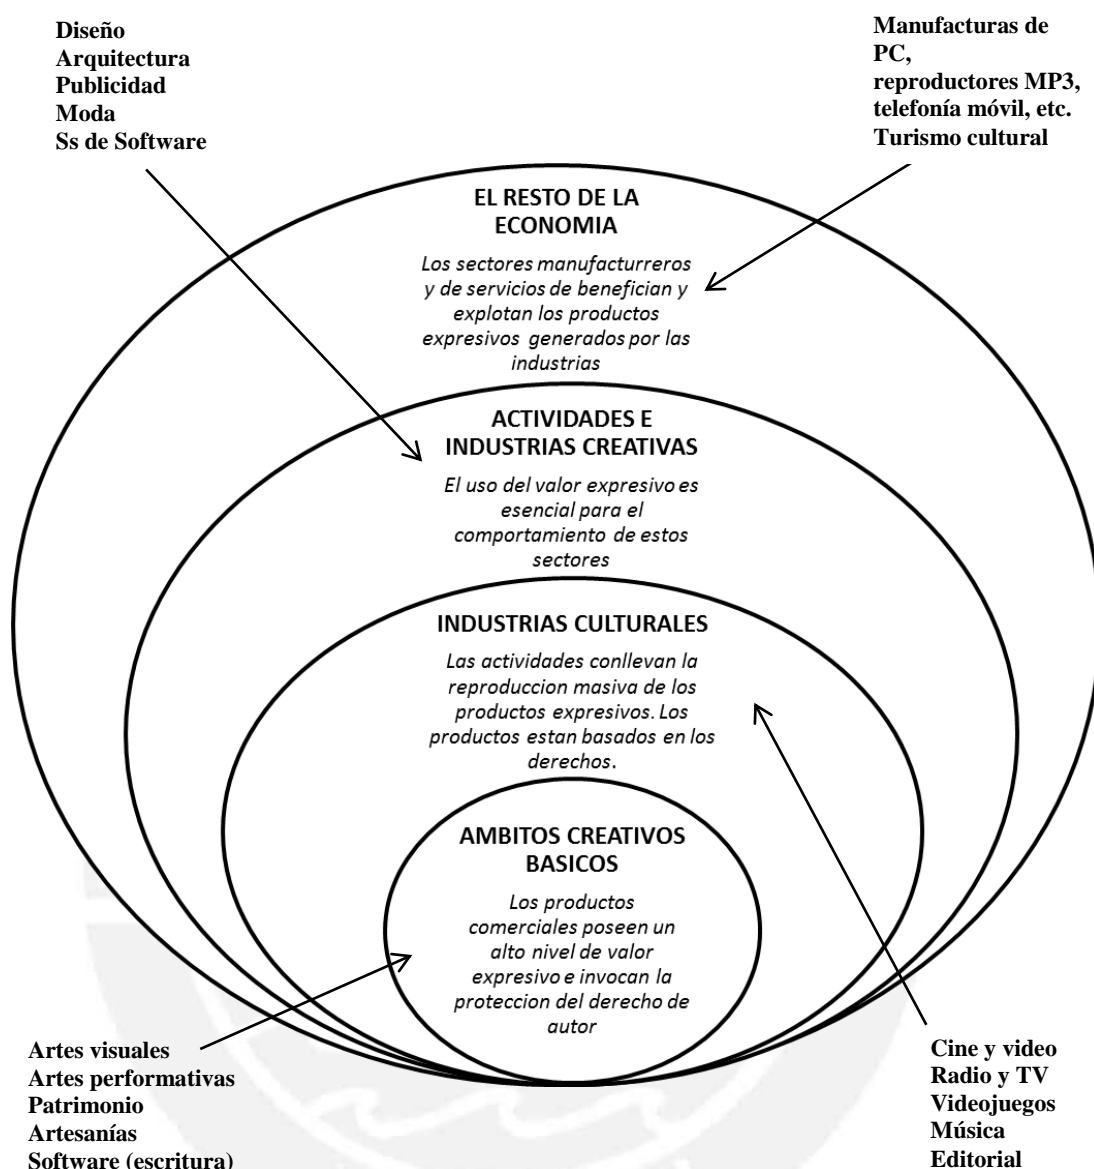 Diseño
Arquitectura
Publicidad
Moda
Ss de Software
Manufacturas de
PC,
reproductores MP3,
telefonía móvil, etc.
Turismo cultural
EL RESTO DE LA
ECONOMIA
Los sectores manufacturreros
y de servicios de benefician y
explotan los productos
expresivos generados por las
industrias
ACTIVIDADES E
INDUSTRIAS CREATIVAS
El uso del valor expresivo es
esencial para el
comportamiento de estos
sectores
INDUSTRIAS CULTURALES
Las actividades conllevan la
reproduccion masiva de los
productos expresivos. Los
productos estan basados en los
derechos.
AMBITOS CREATIVOS
BASICOS
Los productos
comerciales poseen un
alto nivel de valor
expresivo e invocan la
proteccion del derecho de
autor
Artes visuales
Artes performativas
Patrimonio
Artesanías
Software (escritura)
Cine y video
Radio y TV
Videojuegos
Música
Editorial